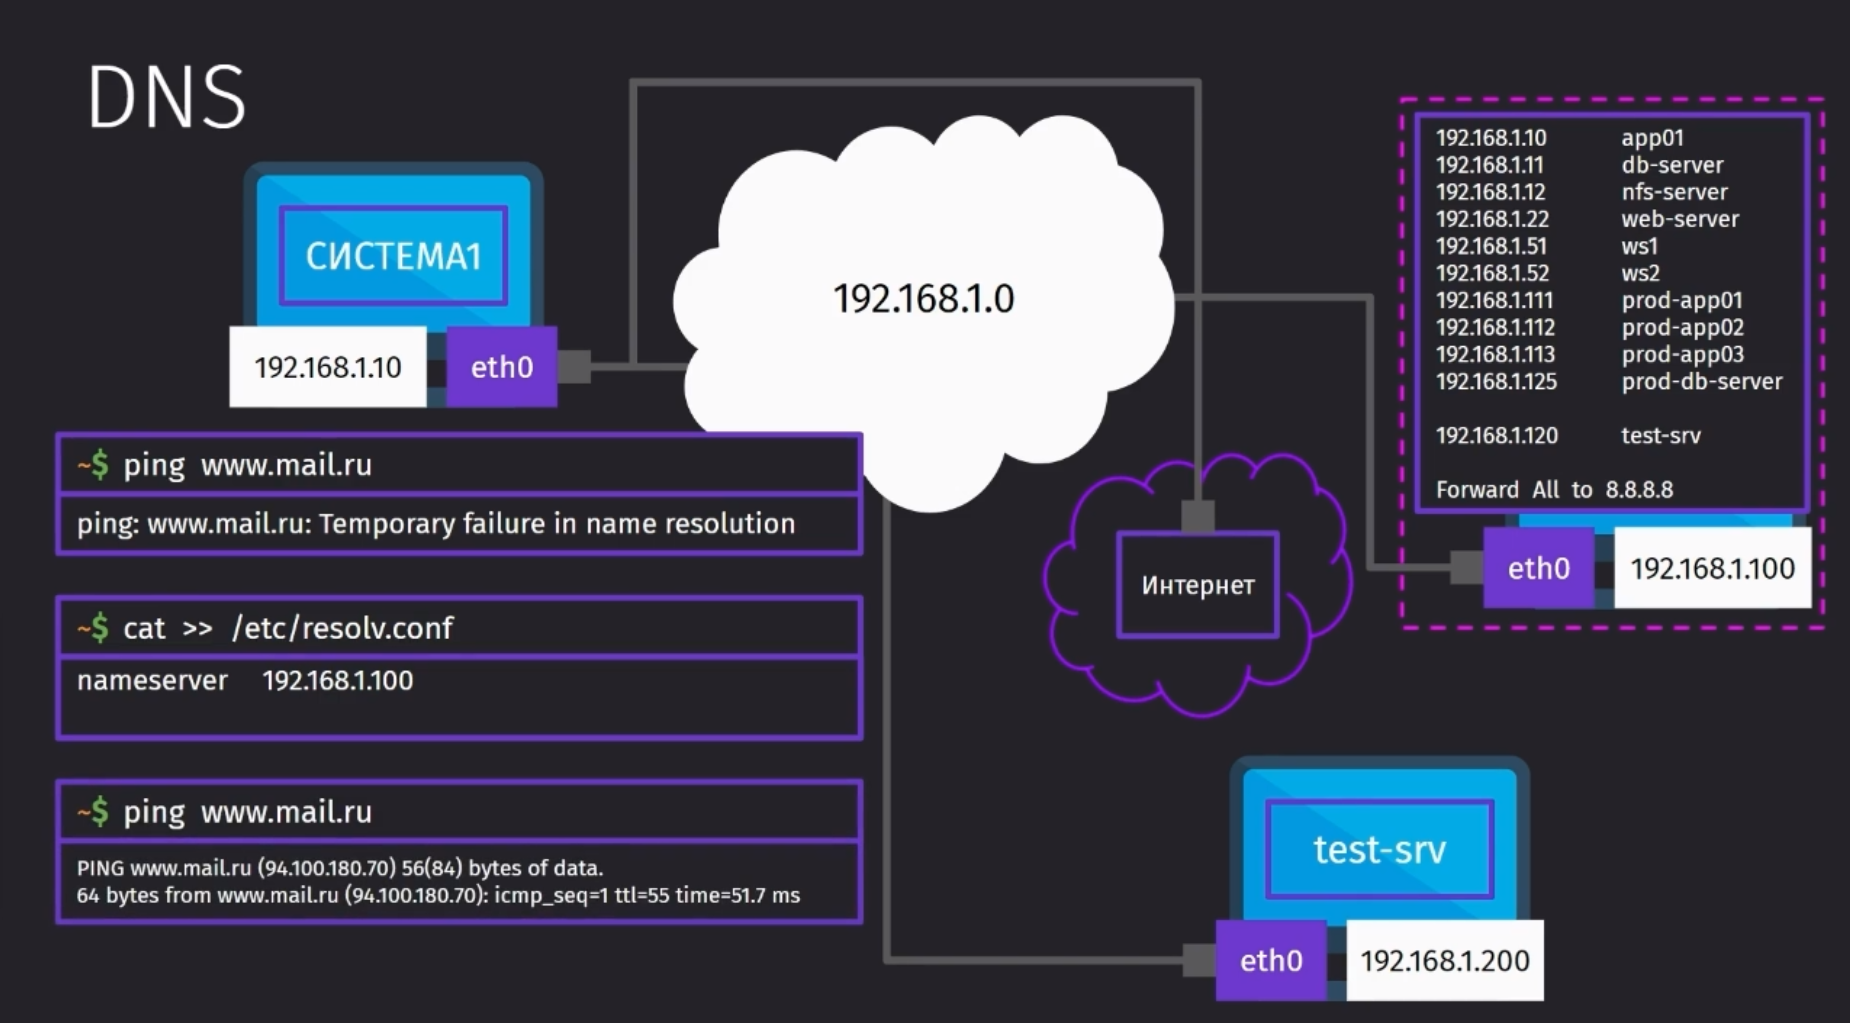 DNS
СИСТЕМА1
192.168.1.10
eth0
192.168.1.0
192.168.1.10 app01
192.168.1.11 db-server
192.168.1.12 nfs-server
192.168.1.22 web-server
192.168.1.51 ws1
192.168.1.52 ws2
192.168.1.111 prod-app01
192.168.1.112 prod-app02
192.168.1.113 prod-app03
192.168.1.125 prod-db-server
192.168.1.120 test-srv
Forward All to 8.8.8.8
eth0
192.168.1.100
~$ ping www.mail.ru
ping: www.mail.ru: Temporary failure in name resolution
~$ cat >> /etc/resolv.conf
nameserver 192.168.1.100
~$ ping www.mail.ru
PING www.mail.ru (94.100.180.70) 56(84) bytes of data.
64 bytes from www.mail.ru (94.100.180.70): icmp_seq=1 ttl=55 time=51.7 ms
Интернет
test-srv
eth0
192.168.1.200